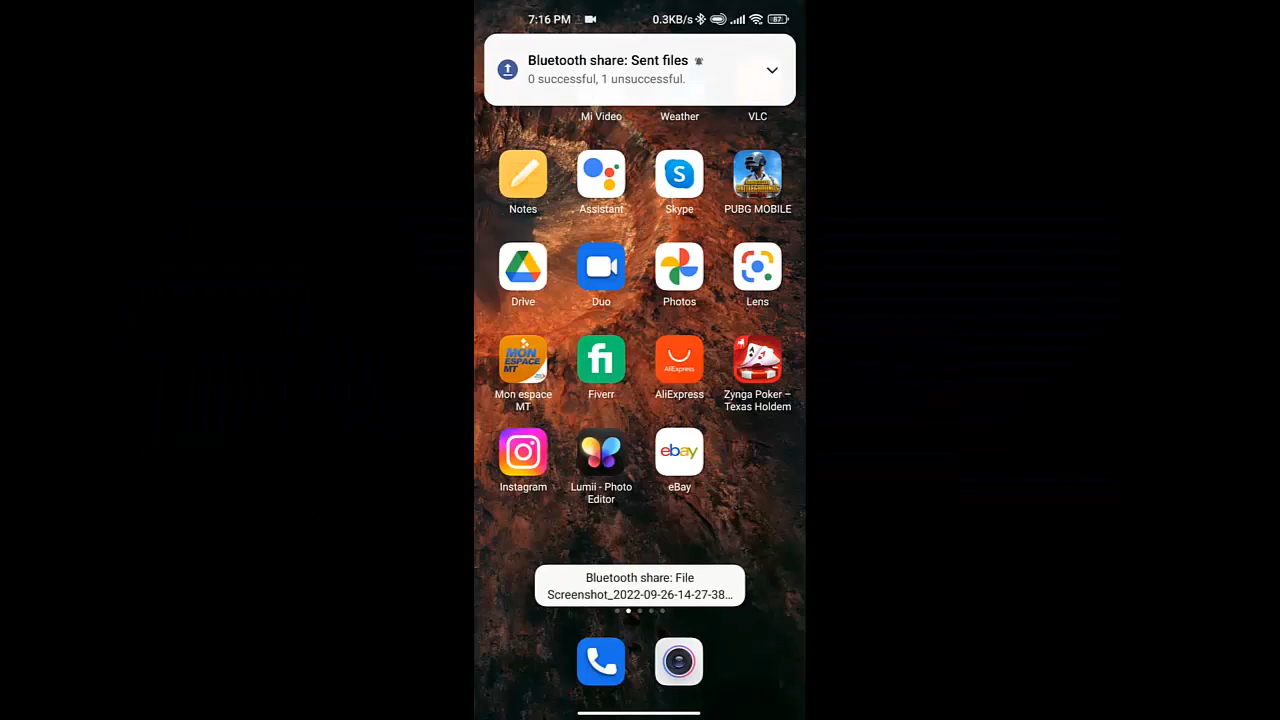 7:16 PM
0.3KB/s
87
Bluetooth share: Sent files
0 successful, 1 unsuccessful.
Mi Video
Weather
VLC
Notes
Assistant
Skype
PUBG MOBILE
Drive
Duo
Photos
Lens
MON
ESPACE
MT
AliExpress
Mon espace
MT
Fiverr
AliExpress
Zynga Poker –
Texas Holdem
ebay
Instagram
Lumii - Photo
Editor
eBay
Bluetooth share: File
Screenshot_2022-09-26-14-27-38…